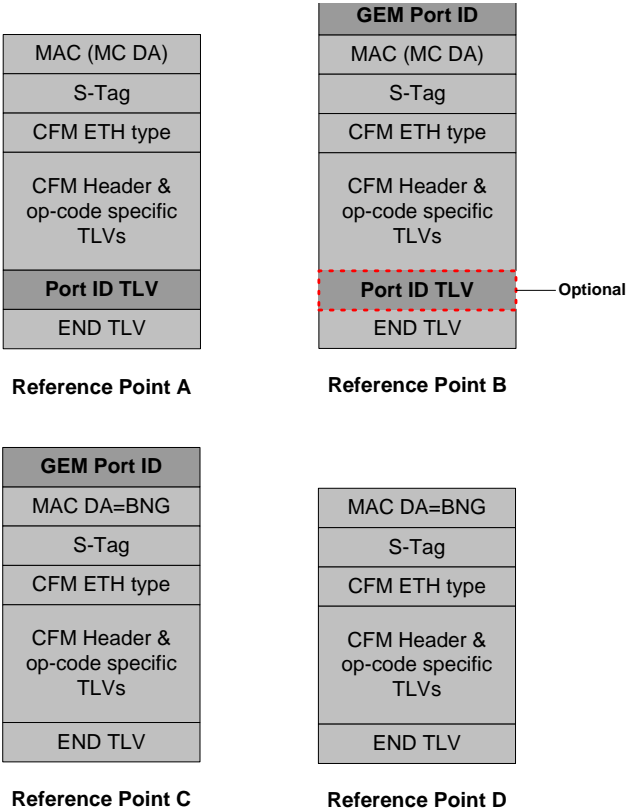 MAC (MC DA)
S-Tag
CFM ETH type
CFM Header &
op-code specific
TLVs
Port ID TLV
END TLV
Reference Point A
GEM Port ID
MAC (MC DA)
S-Tag
CFM ETH type
CFM Header &
op-code specific
TLVs
Port ID TLV
Optional
END TLV
Reference Point B
GEM Port ID
MAC DA=BNG
S-Tag
CFM ETH type
CFM Header &
op-code specific
TLVs
END TLV
Reference Point C
MAC DA=BNG
S-Tag
CFM ETH type
CFM Header &
op-code specific
TLVs
END TLV
Reference Point D